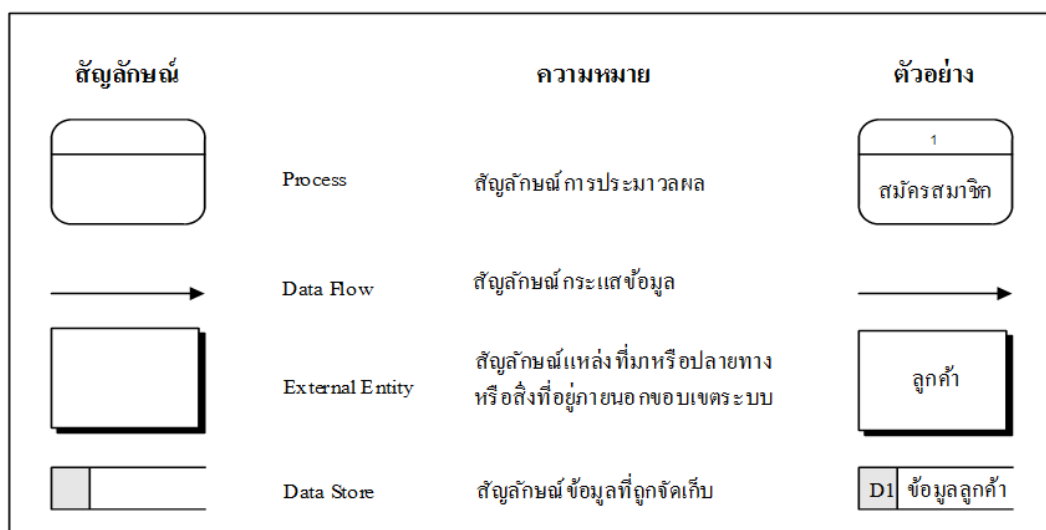 สัญลักษณ์ ความหมาย ตัวอย่าง
1
Process สัญลักษณ์การประมาวลผล สมัครสมาชิก
Data Flow สัญลักษณ์กระแสข้อมูล
สัญลักษณ์แหล่งที่มาหรือปลายทาง
External Entity หรือสิ่งที่อยู่ภายนอกขอบเขตระบบ ลูกค้า
Data Store สัญลักษณ์ข้อมูลที่ถูกจัดเก็บ D1 ข้อมูลลูกค้า